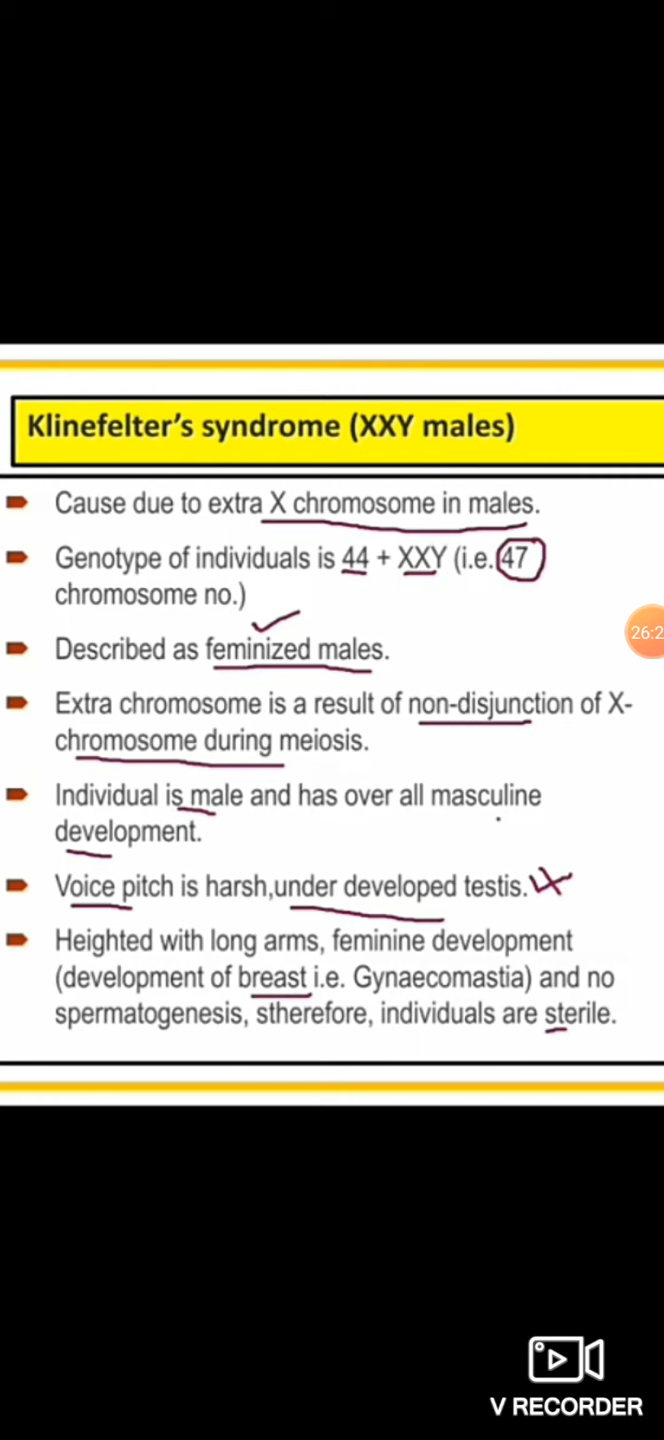 Klinefelter's syndrome (XXY males)
Cause due to extra X chromosome in males.
Genotype of individuals is 44 + XXY (i.e. 47
chromosome no.)
26:2
Described as feminized males.
Extra chromosome is a result of non-disjunction of X-
chromosome during meiosis.
Individual is male and has over all masculine
development.
Voice pitch is harsh,under developed testis.
Heighted with long arms, feminine development
(development of breast i.e. Gynaecomastia) and no
spermatogenesis, stherefore, individuals are sterile.
V RECORDER